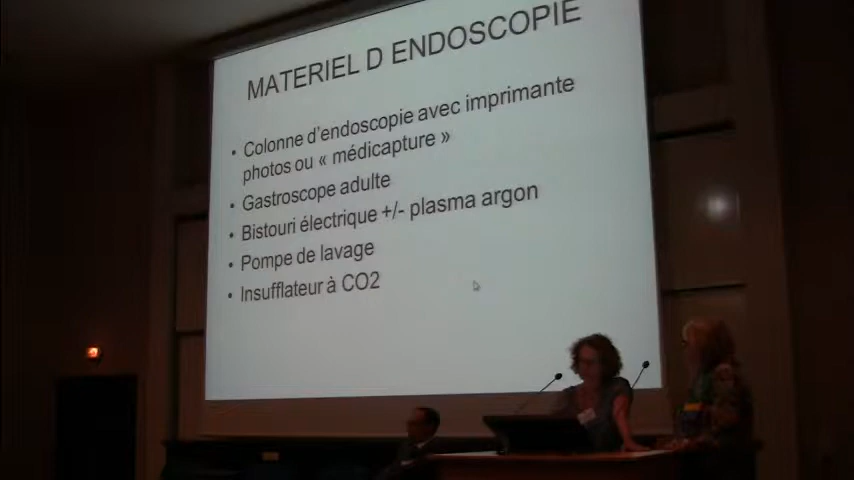 MATERIEL D ENDOSCOPIE
• Colonne d'endoscopie avec imprimante
photos ou « médicapture »
• Gastroscope adulte
• Bistouri électrique +/- plasma argon
• Pompe de lavage
• Insufflateur à CO2